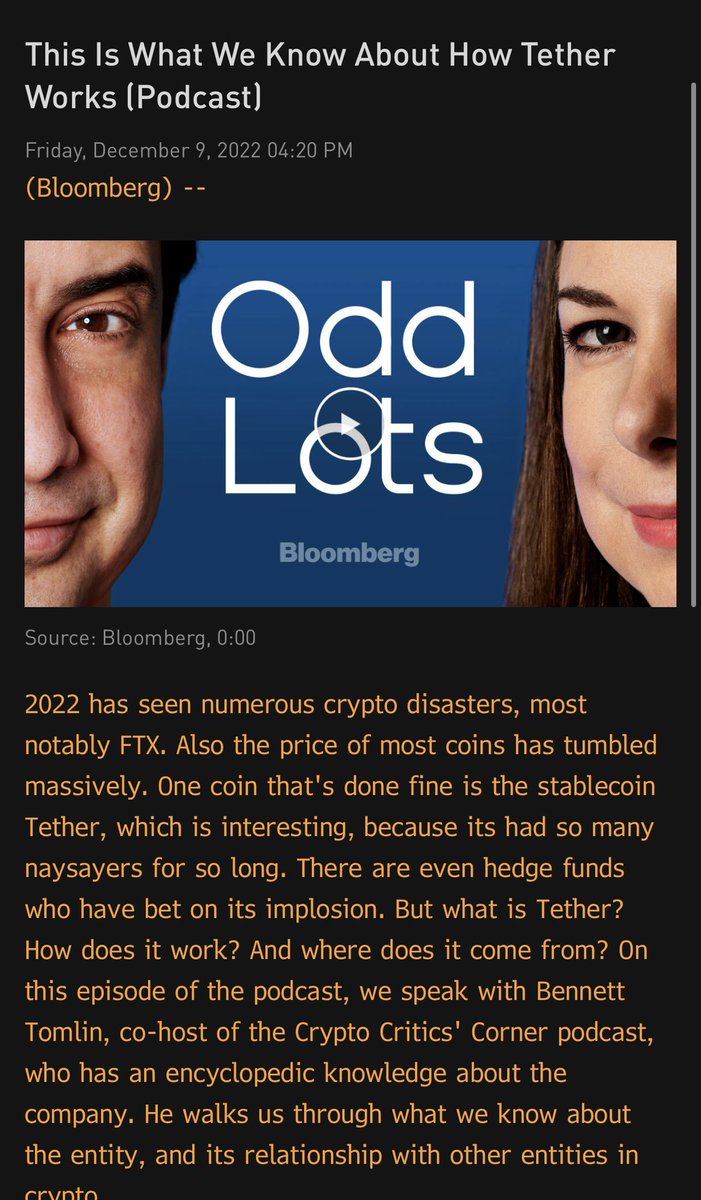 This Is What We Know About How Tether
Works (Podcast)
Friday, December 9, 2022 04:20 PM
(Bloomberg) --
Odd
Lots
Bloomberg
Source: Bloomberg, 0:00
2022 has seen numerous crypto disasters, most
notably FTX. Also the price of most coins has tumbled
massively. One coin that's done fine is the stablecoin
Tether, which is interesting, because its had so many
naysayers for so long. There are even hedge funds
who have bet on its implosion. But what is Tether?
How does it work? And where does it come from? On
this episode of the podcast, we speak with Bennett
Tomlin, co-host of the Crypto Critics' Corner podcast,
who has an encyclopedic knowledge about the
company. He walks us through what we know about
the entity, and its relationship with other entities in
crypto